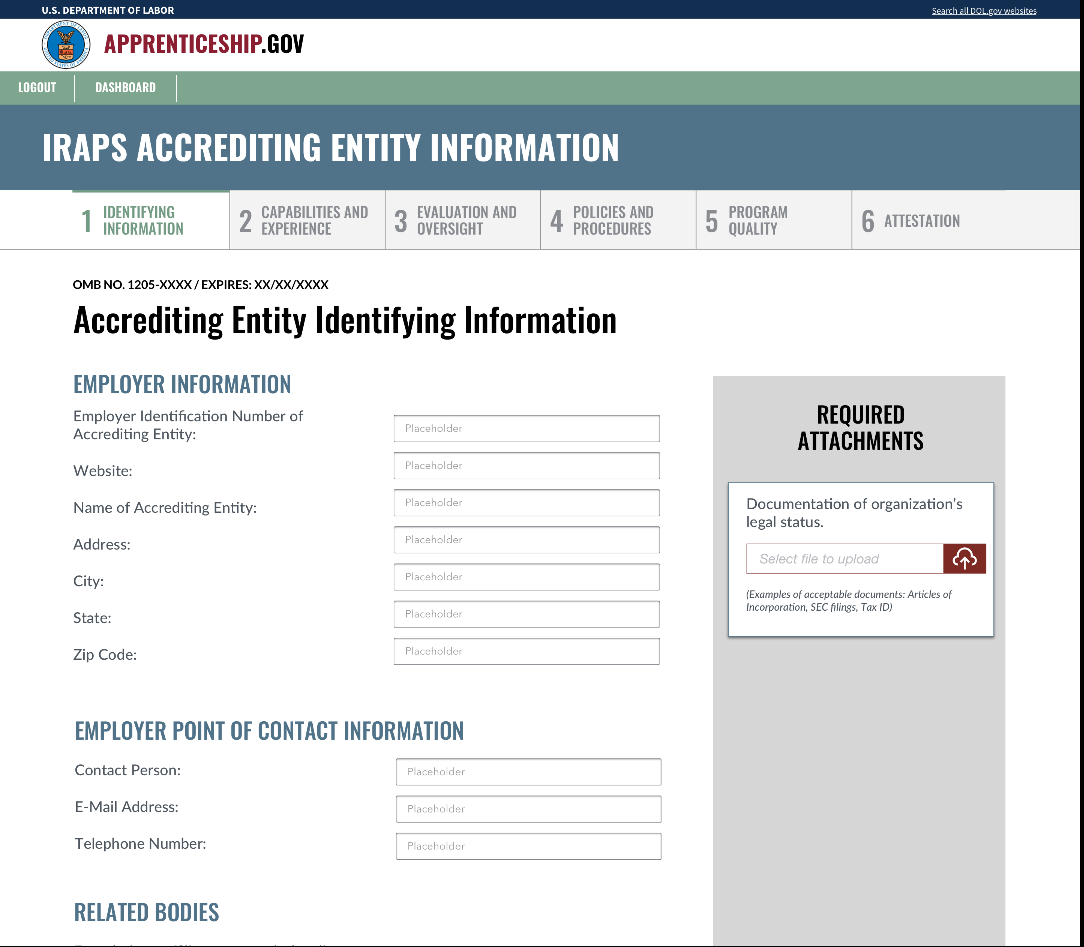 U.S. DEPARTMENT OF LABOR
Search all DOL.gov websites
APPRENTICESHIP.GOV
LOGOUT
DASHBOARD
IRAPS ACCREDITING ENTITY INFORMATION
1 IDENTIFYING
INFORMATION
2 CAPABILITIES AND
EXPERIENCE
3 EVALUATION AND
OVERSIGHT
4 POLICIES AND
PROCEDURES
5 PROGRAM
QUALITY
6 ATTESTATION
OMB NO. 1205-XXXX / EXPIRES: XX/XX/XXXX
Accrediting Entity Identifying Information
EMPLOYER INFORMATION
Employer Identification Number of
Accrediting Entity:
Placeholder
Website:
Placeholder
Name of Accrediting Entity:
Placeholder
Address:
Placeholder
City:
Placeholder
State:
Placeholder
Zip Code:
Placeholder
EMPLOYER POINT OF CONTACT INFORMATION
Contact Person:
Placeholder
E-Mail Address:
Placeholder
Telephone Number:
Placeholder
RELATED BODIES
REQUIRED
ATTACHMENTS
Documentation of organization's
legal status.
Select file to upload
(Examples of acceptable documents: Articles of
Incorporation, SEC filings, Tax ID)